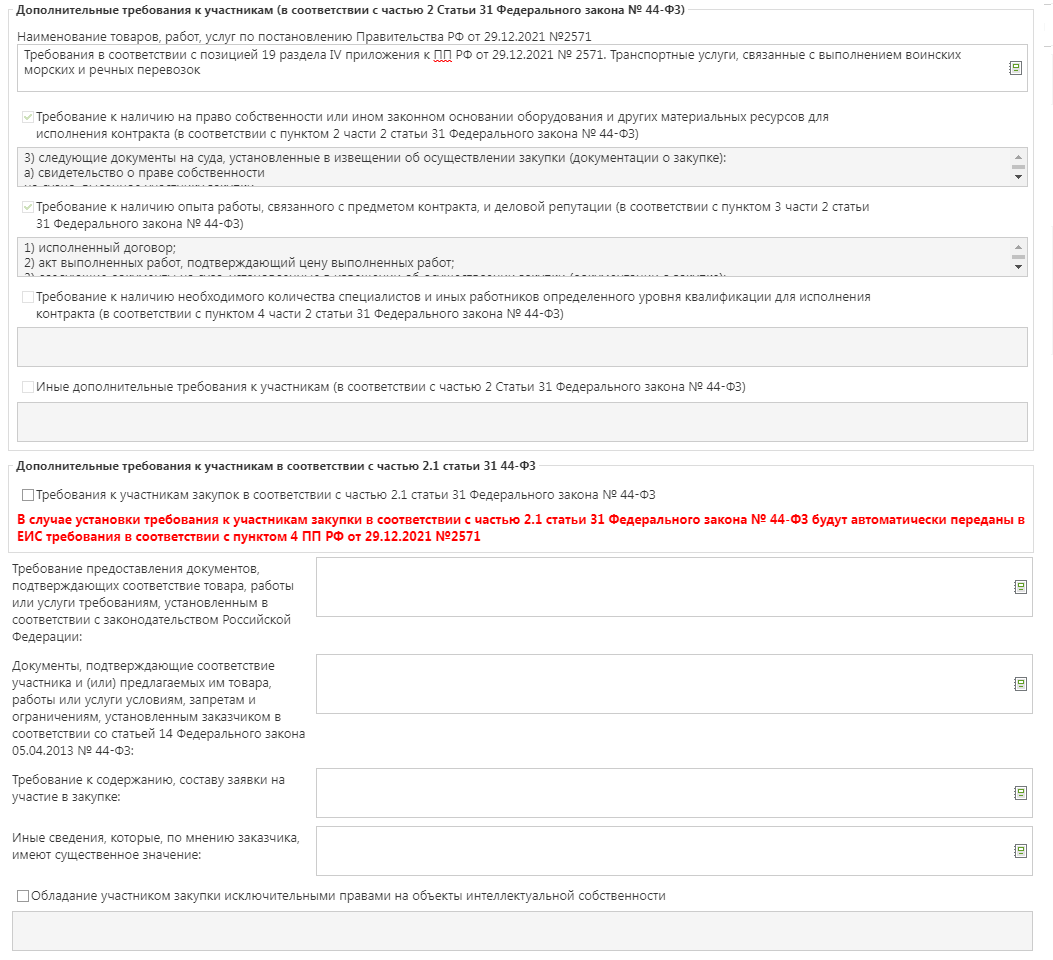 Дополнительные требования к участникам (в соответствии с частью 2 Статьи 31 Федерального закона № 44-ФЗ)
Наименование товаров, работ, услуг по постановлению Правительства РФ от 29.12.2021 №2571
Требования в соответствии с позицией 19 раздела IV приложения к ПП РФ от 29.12.2021 № 2571. Транспортные услуги, связанные с выполнением воинских
морских и речных перевозок
Требование к наличию на право собственности или ином законном основании оборудования и других материальных ресурсов для
исполнения контракта (в соответствии с пунктом 2 части 2 статьи 31 Федерального закона № 44-ФЗ)
3) следующие документы на суда, установленные в извещении об осуществлении закупки (документации о закупке):
а) свидетельство о праве собственности
Требование к наличию опыта работы, связанного с предметом контракта, и деловой репутации (в соответствии с пунктом 3 части 2 статьи
31 Федерального закона № 44-ФЗ)
1) исполненный договор;
2) акт выполненных работ, подтверждающий цену выполненных работ;
Требование к наличию необходимого количества специалистов и иных работников определенного уровня квалификации для исполнения
контракта (в соответствии с пунктом 4 части 2 статьи 31 Федерального закона № 44-ФЗ)
Иные дополнительные требования к участникам (в соответствии с частью 2 Статьи 31 Федерального закона № 44-ФЗ)
Дополнительные требования к участникам в соответствии с частью 2.1 статьи 31 44-ФЗ
Требования к участникам закупок в соответствии с частью 2.1 статьи 31 Федерального закона № 44-ФЗ
В случае установки требования к участникам закупки в соответствии с частью 2.1 статьи 31 Федерального закона № 44-ФЗ будут автоматически переданы в
ЕИС требования в соответствии с пунктом 4 ПП РФ от 29.12.2021 №2571
Требование предоставления документов,
подтверждающих соответствие товара, работы
или услуги требованиям, установленным в
соответствии с законодательством Российской
Федерации:
Документы, подтверждающие соответствие
участника и (или) предлагаемых им товара,
работы или услуги условиям, запретам и
ограничениям, установленным заказчиком в
соответствии со статьей 14 Федерального закона
05.04.2013 № 44-ФЗ:
Требование к содержанию, составу заявки на
участие в закупке:
Иные сведения, которые, по мнению заказчика,
имеют существенное значение:
Обладание участником закупки исключительными правами на объекты интеллектуальной собственности